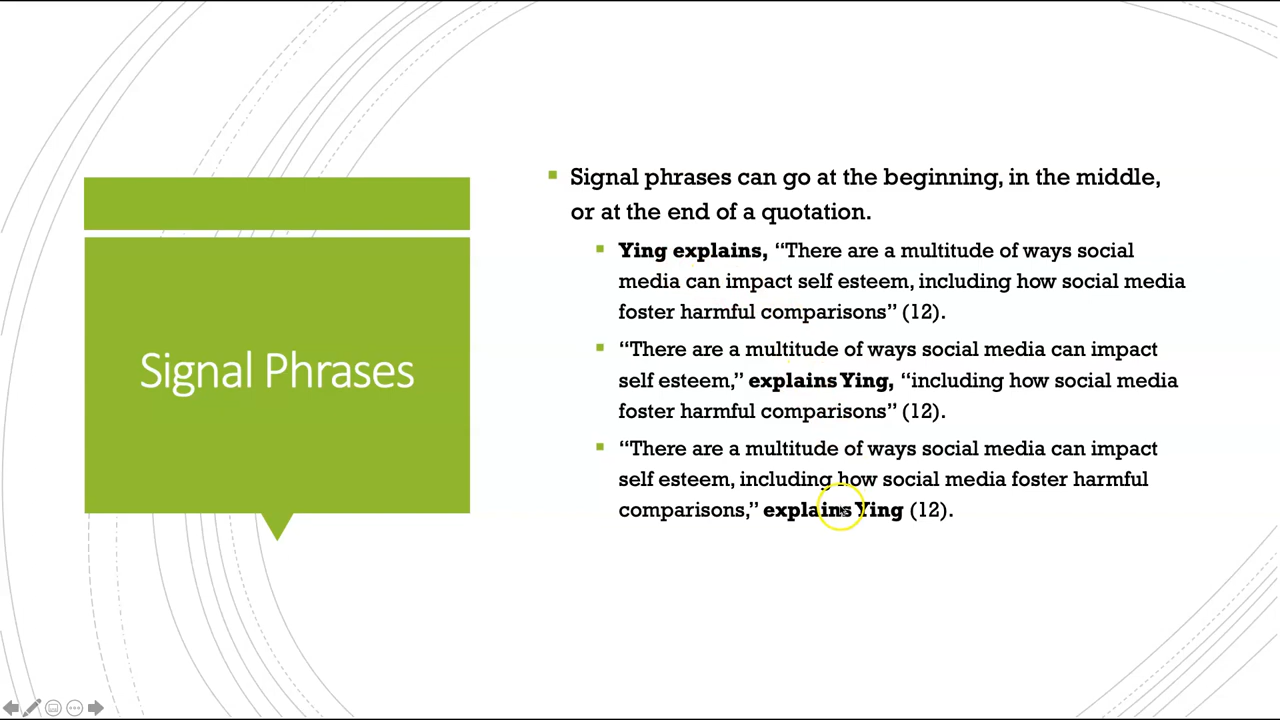 Signal Phrases
Signal phrases can go at the beginning, in the middle,
or at the end of a quotation.
Ying explains, “There are a multitude of ways social
media can impact self esteem, including how social media
foster harmful comparisons” (12).
“There are a multitude of ways social media can impact
self esteem,” explains Ying, “including how social media
foster harmful comparisons” (12).
“There are a multitude of ways social media can impact
self esteem, including how social media foster harmful
comparisons,” explains Ying (12).